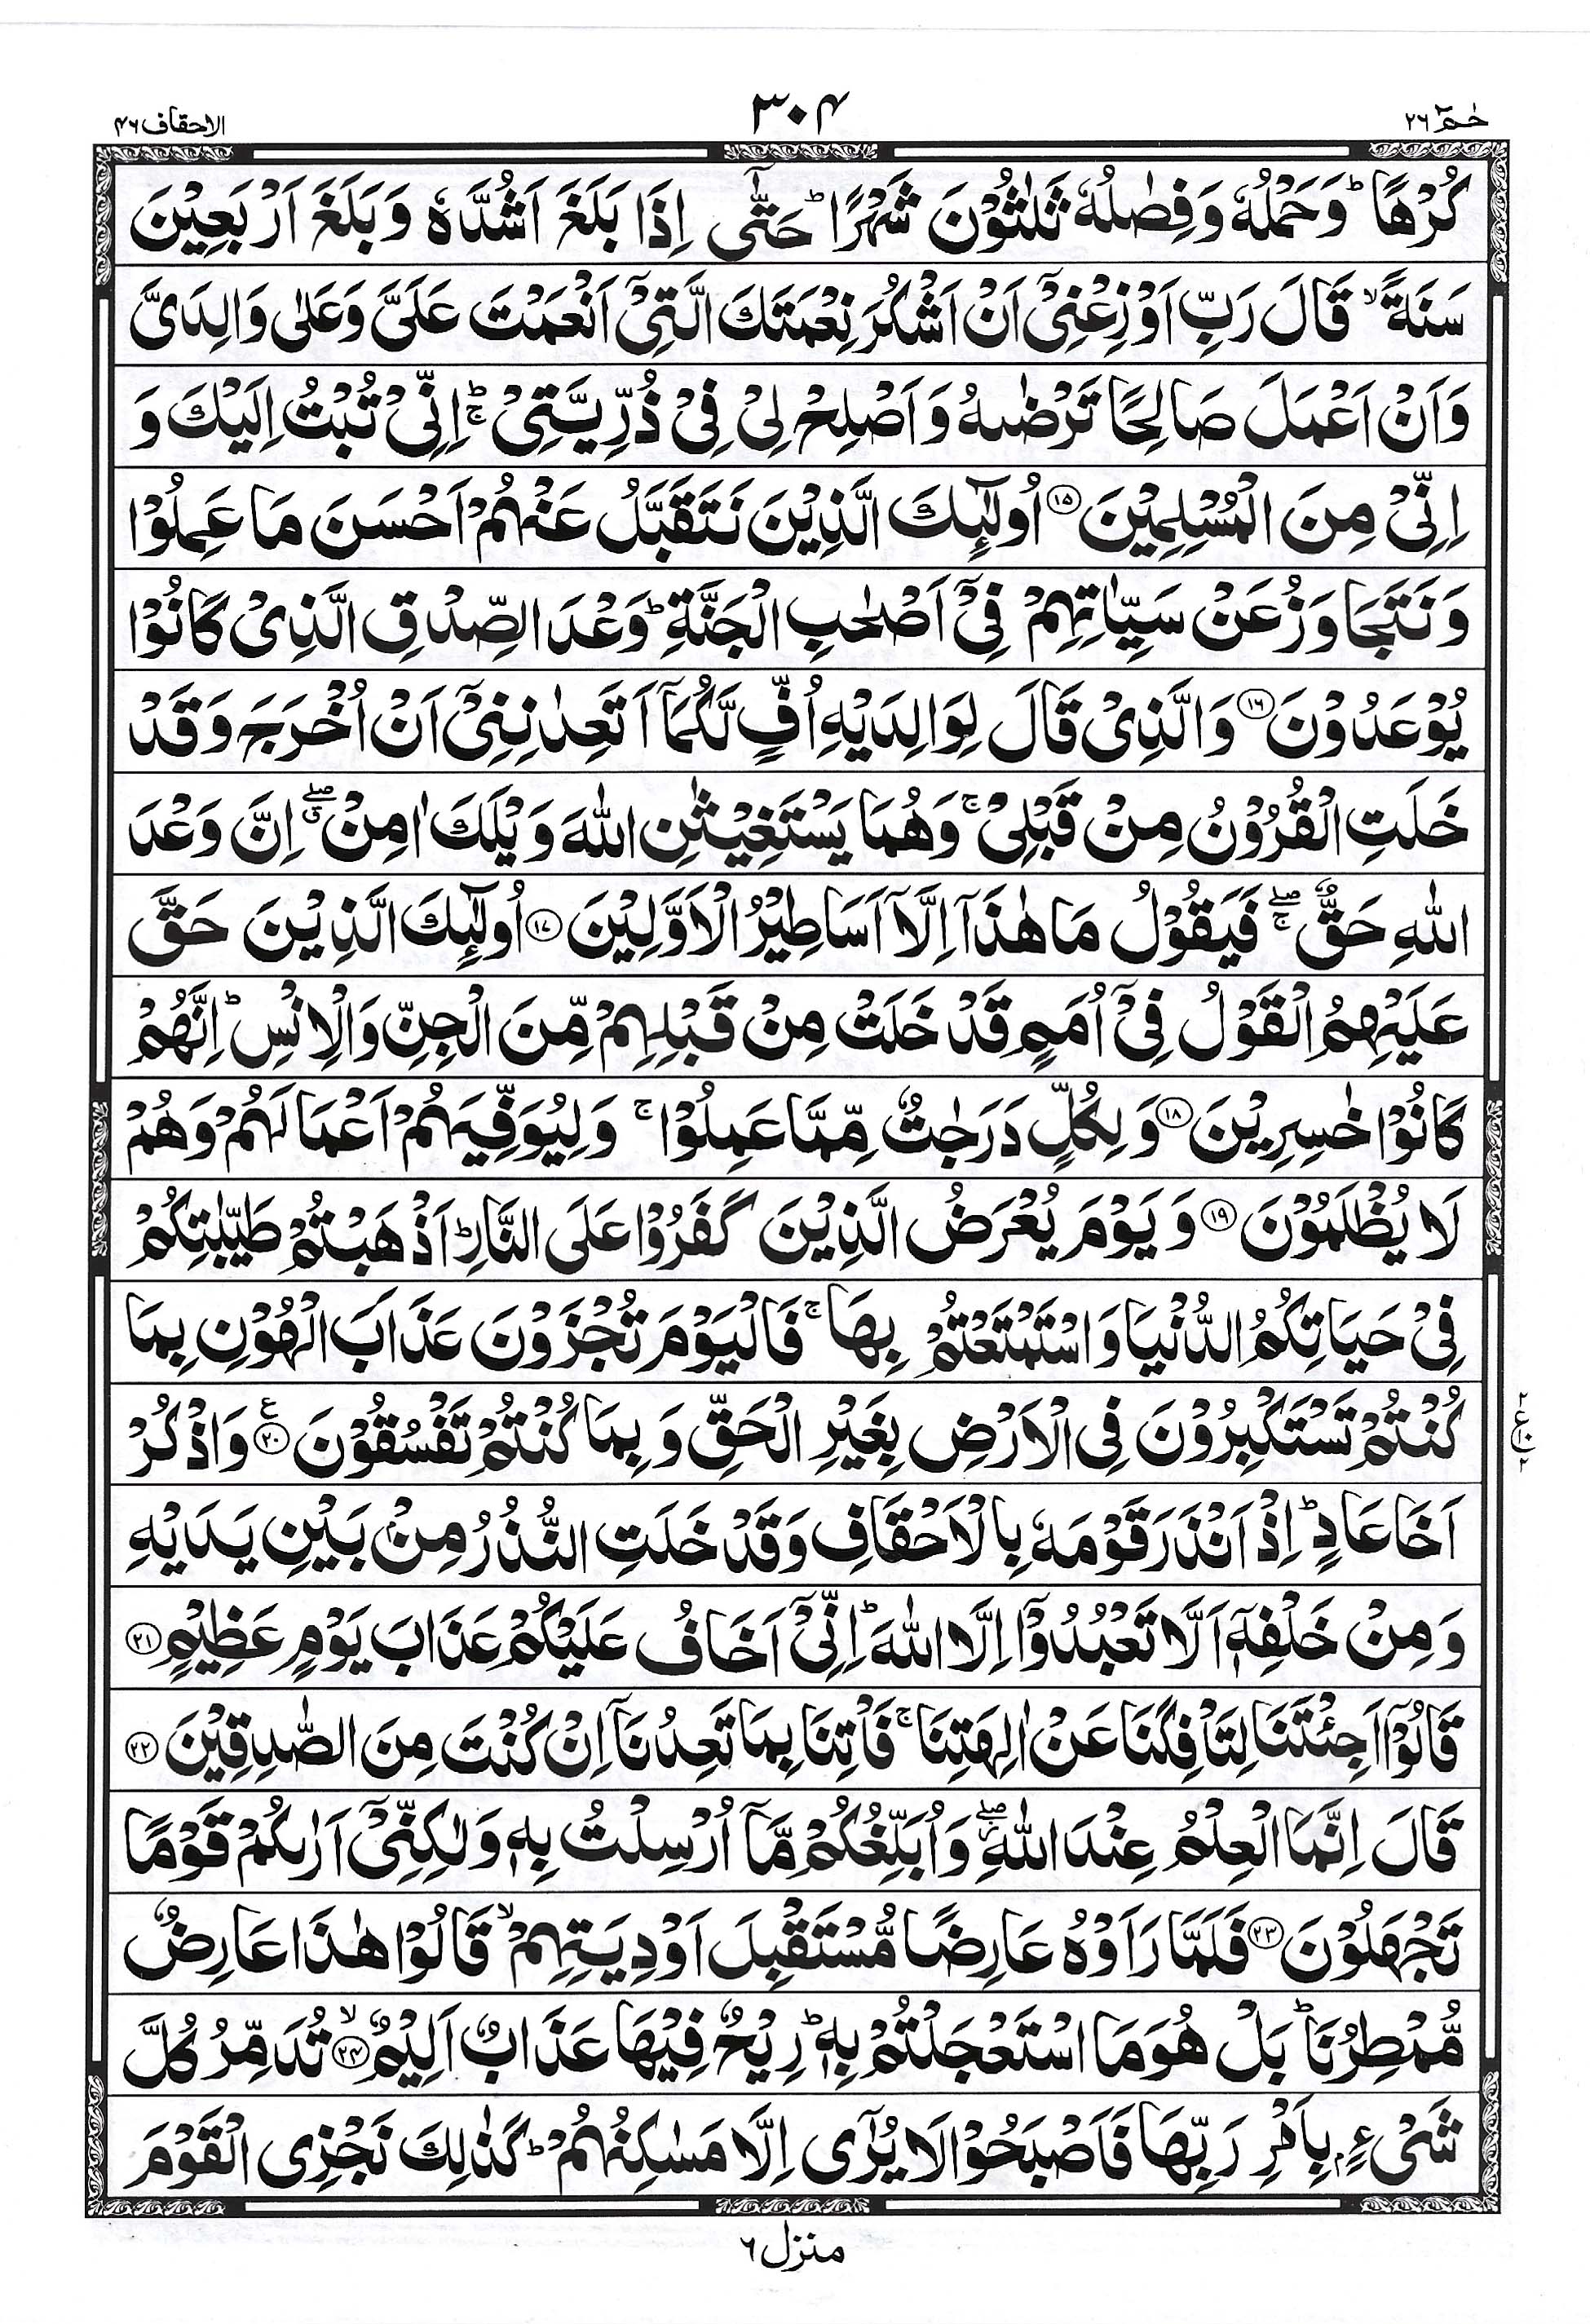 حٰمٓ ٢٦ ٣٠۴ الاحقاف ۴٦
كُرْهًا ؕ وَحَمْلُهٗ وَفِصٰلُهٗ ثَلٰثُوْنَ شَهْرًا ؕ حَتّٰۤى اِذَا بَلَغَ اَشُدَّهٗ وَبَلَغَ اَرْبَعِيْنَ
سَنَةً ۙ قَالَ رَبِّ اَوْزِعْنِيْۤ اَنْ اَشْكُرَ نِعْمَتَكَ الَّتِيْۤ اَنْعَمْتَ عَلَيَّ وَعَلٰى وَالِدَيَّ
وَاَنْ اَعْمَلَ صَالِحًا تَرْضٰىهُ وَاَصْلِحْ لِيْ فِيْ ذُرِّيَّتِيْ ؕۚ اِنِّيْ تُبْتُ اِلَيْكَ وَ
اِنِّيْ مِنَ الْمُسْلِمِيْنَ ۝١٥ اُولٰٓئِكَ الَّذِيْنَ نَتَقَبَّلُ عَنْهُمْ اَحْسَنَ مَا عَمِلُوْا
وَنَتَجَاوَزُ عَنْ سَيِّاٰتِهِمْ فِيْۤ اَصْحٰبِ الْجَنَّةِ ؕ وَعْدَ الصِّدْقِ الَّذِيْ كَانُوْا
يُوْعَدُوْنَ ۝١٦ وَالَّذِيْ قَالَ لِوَالِدَيْهِ اُفٍّ لَّكُمَاۤ اَتَعِدٰنِنِيْۤ اَنْ اُخْرَجَ وَقَدْ
خَلَتِ الْقُرُوْنُ مِنْ قَبْلِيْ ۚ وَهُمَا يَسْتَغِيْثٰنِ اللّٰهَ وَيْلَكَ اٰمِنْ ۖۗ اِنَّ وَعْدَ
اللّٰهِ حَقٌّ ۖۚ فَيَقُوْلُ مَا هٰذَاۤ اِلَّاۤ اَسَاطِيْرُ الْاَوَّلِيْنَ ۝١٧ اُولٰٓئِكَ الَّذِيْنَ حَقَّ
عَلَيْهِمُ الْقَوْلُ فِيْۤ اُمَمٍ قَدْ خَلَتْ مِنْ قَبْلِهِمْ مِّنَ الْجِنِّ وَالْاِنْسِ ؕ اِنَّهُمْ
كَانُوْا خٰسِرِيْنَ ۝١٨ وَلِكُلٍّ دَرَجٰتٌ مِّمَّا عَمِلُوْا ۚ وَلِيُوَفِّيَهُمْ اَعْمَالَهُمْ وَهُمْ
لَا يُظْلَمُوْنَ ۝١٩ وَيَوْمَ يُعْرَضُ الَّذِيْنَ كَفَرُوْا عَلَى النَّارِ ؕ اَذْهَبْتُمْ طَيِّبٰتِكُمْ
فِيْ حَيَاتِكُمُ الدُّنْيَا وَاسْتَمْتَعْتُمْ بِهَا ۚ فَالْيَوْمَ تُجْزَوْنَ عَذَابَ الْهُوْنِ بِمَا
كُنْتُمْ تَسْتَكْبِرُوْنَ فِى الْاَرْضِ بِغَيْرِ الْحَقِّ وَبِمَا كُنْتُمْ تَفْسُقُوْنَ ۝٢٠ ع وَاذْكُرْ
اَخَا عَادٍ ؕ اِذْ اَنْذَرَ قَوْمَهٗ بِالْاَحْقَافِ وَقَدْ خَلَتِ النُّذُرُ مِنْۢ بَيْنِ يَدَيْهِ
وَمِنْ خَلْفِهٖۤ اَلَّا تَعْبُدُوْۤا اِلَّا اللّٰهَ ؕ اِنِّيْۤ اَخَافُ عَلَيْكُمْ عَذَابَ يَوْمٍ عَظِيْمٍ ۝٢١
قَالُوْۤا اَجِئْتَنَا لِتَاْفِكَنَا عَنْ اٰلِهَتِنَا ۚ فَاْتِنَا بِمَا تَعِدُنَاۤ اِنْ كُنْتَ مِنَ الصّٰدِقِيْنَ ۝٢٢
قَالَ اِنَّمَا الْعِلْمُ عِنْدَ اللّٰهِ ۖؗ وَاُبَلِّغُكُمْ مَّاۤ اُرْسِلْتُ بِهٖ وَلٰكِنِّيْۤ اَرٰىكُمْ قَوْمًا
تَجْهَلُوْنَ ۝٢٣ فَلَمَّا رَاَوْهُ عَارِضًا مُّسْتَقْبِلَ اَوْدِيَتِهِمْ ۙ قَالُوْا هٰذَا عَارِضٌ
مُّمْطِرُنَا ؕ بَلْ هُوَ مَا اسْتَعْجَلْتُمْ بِهٖ ؕ رِيْحٌ فِيْهَا عَذَابٌ اَلِيْمٌ ۝٢۴ۙ تُدَمِّرُ كُلَّ
شَيْءٍۭ بِاَمْرِ رَبِّهَا فَاَصْبَحُوْا لَا يُرٰۤى اِلَّا مَسٰكِنُهُمْ ؕ كَذٰلِكَ نَجْزِى الْقَوْمَ
منزل ٦